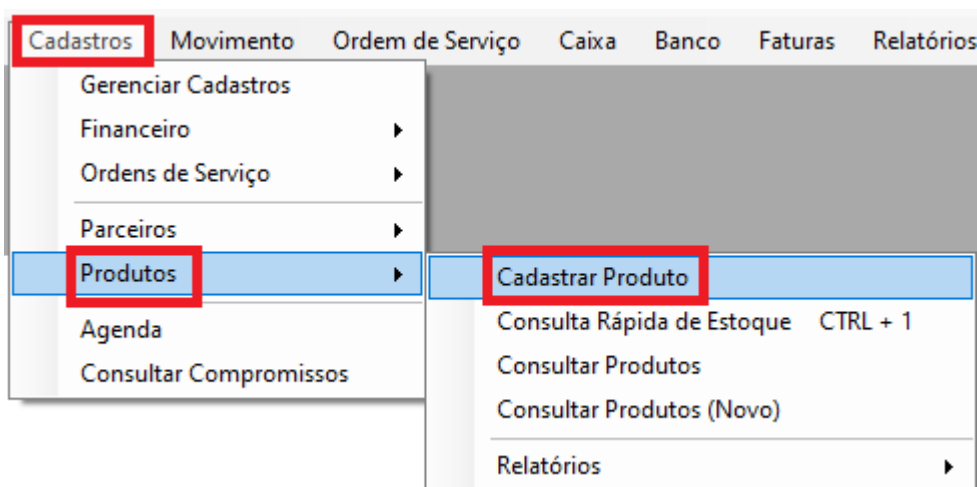 Cadastros Movimento Ordem de Serviço Caixa Banco Faturas Relatórios
Gerenciar Cadastros
Financeiro
Ordens de Serviço
Parceiros
Produtos
Agenda
Consultar Compromissos
Cadastrar Produto
Consulta Rápida de Estoque CTRL + 1
Consultar Produtos
Consultar Produtos (Novo)
Relatórios